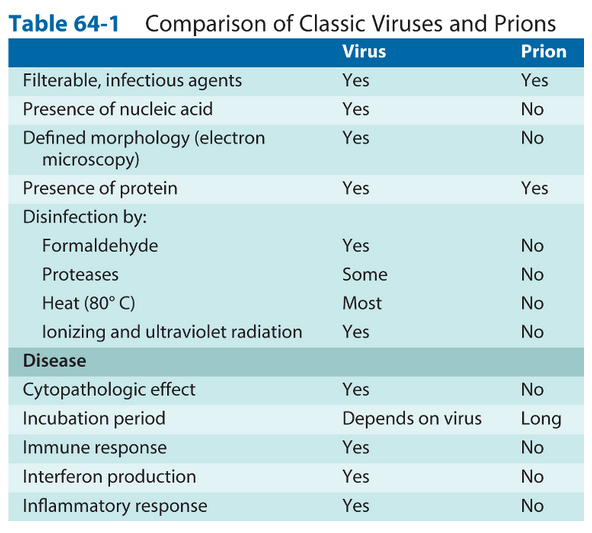 Table 64-1 Comparison of Classic Viruses and Prions
Virus Prion
Filterable, infectious agents Yes Yes
Presence of nucleic acid Yes No
Defined morphology (electron Yes No
microscopy)
Presence of protein Yes Yes
Disinfection by:
Formaldehyde Yes No
Proteases Some No
Heat (80° C) Most No
Ionizing and ultraviolet radiation Yes No
Disease
Cytopathologic effect Yes No
Incubation period Depends on virus Long
Immune response Yes No
Interferon production Yes No
Inflammatory response Yes No